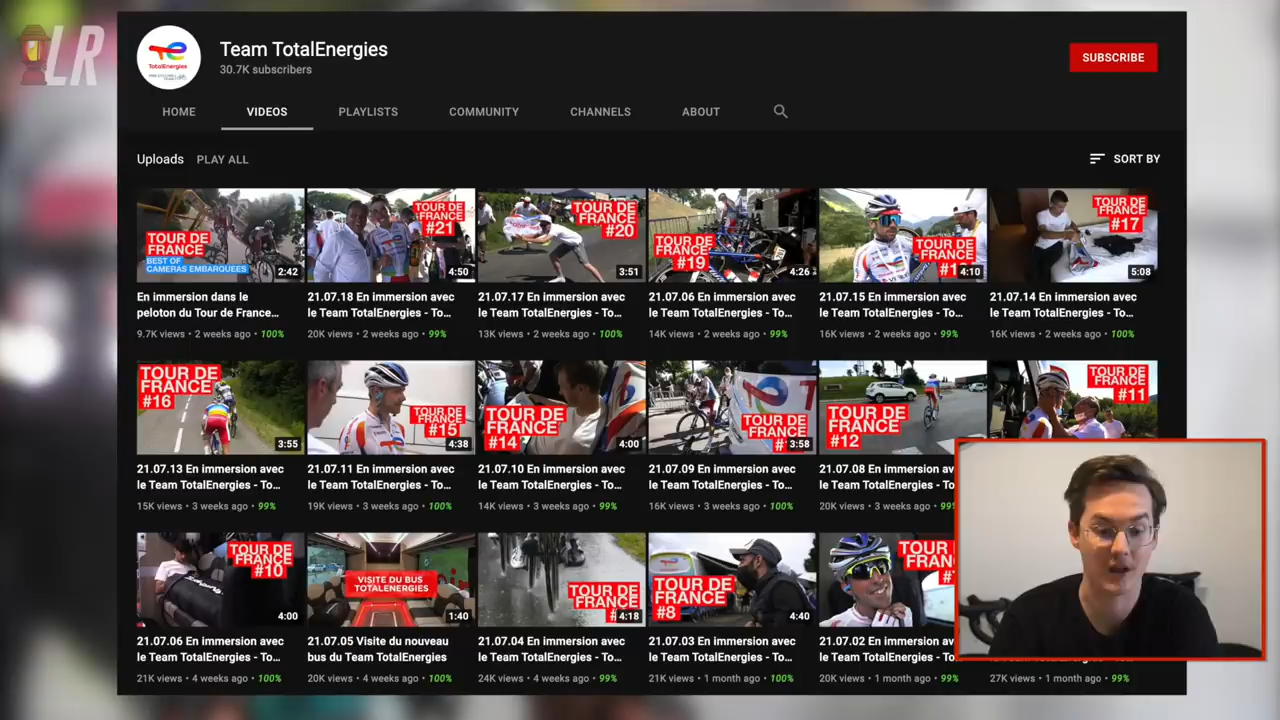 LR
TotalEnergies
Team TotalEnergies
30.7K subscribers
SUBSCRIBE
HOME
VIDEOS
PLAYLISTS
COMMUNITY
CHANNELS
ABOUT
Uploads
PLAY ALL
SORT BY
TOUR DE
FRANCE
BEST OF
CAMERAS EMBARQUEES
2:42
TOUR DE
FRANCE
#21
4:50
TOUR DE
FRANCE
#20
3:51
TOUR DE
FRANCE
#19
4:26
TOUR DE
FRANCE
4:10
TOUR DE
FRANCE
#17
5:08
En immersion dans le
peloton du Tour de France...
9.7K views • 2 weeks ago • 100%
21.07.18 En immersion avec
le Team TotalEnergies - To...
20K views • 2 weeks ago • 99%
21.07.17 En immersion avec
le Team TotalEnergies - To...
13K views • 2 weeks ago • 100%
21.07.06 En immersion avec
le Team TotalEnergies - To...
14K views • 2 weeks ago • 99%
21.07.15 En immersion avec
le Team TotalEnergies - To...
16K views • 2 weeks ago • 99%
21.07.14 En immersion avec
le Team TotalEnergies - To...
16K views • 2 weeks ago • 100%
TOUR DE
FRANCE
#16
3:55
TOUR DE
FRANCE
#15
4:38
TOUR DE
FRANCE
#14
4:00
TOUR DE
FRANCE
3:58
TOUR DE
FRANCE
#12
TOUR DE
FRANCE
#11
21.07.13 En immersion avec
le Team TotalEnergies - To...
15K views • 3 weeks ago • 99%
21.07.11 En immersion avec
le Team TotalEnergies - To...
19K views • 3 weeks ago • 100%
21.07.10 En immersion avec
le Team TotalEnergies - To...
14K views • 3 weeks ago • 99%
21.07.09 En immersion avec
le Team TotalEnergies - To...
16K views • 3 weeks ago • 100%
21.07.08 En immersion avec
le Team TotalEnergies - To...
20K views • 3 weeks ago • 99%
TOUR DE
FRANCE
#10
4:00
VISITE DU BUS
TOTALENERGIES
1:40
TOUR DE
FRANCE
4:18
TOUR DE
FRANCE
#8
4:40
TOUR DE
FRANCE
21.07.06 En immersion avec
le Team TotalEnergies - To...
21K views • 4 weeks ago • 100%
21.07.05 Visite du nouveau
bus du Team TotalEnergies
20K views • 4 weeks ago • 100%
21.07.04 En immersion avec
le Team TotalEnergies - To...
24K views • 4 weeks ago • 99%
21.07.03 En immersion avec
le Team TotalEnergies - To...
21K views • 1 month ago • 100%
21.07.02 En immersion avec
le Team TotalEnergies - To...
20K views • 1 month ago • 99%
27K views • 1 month ago • 99%